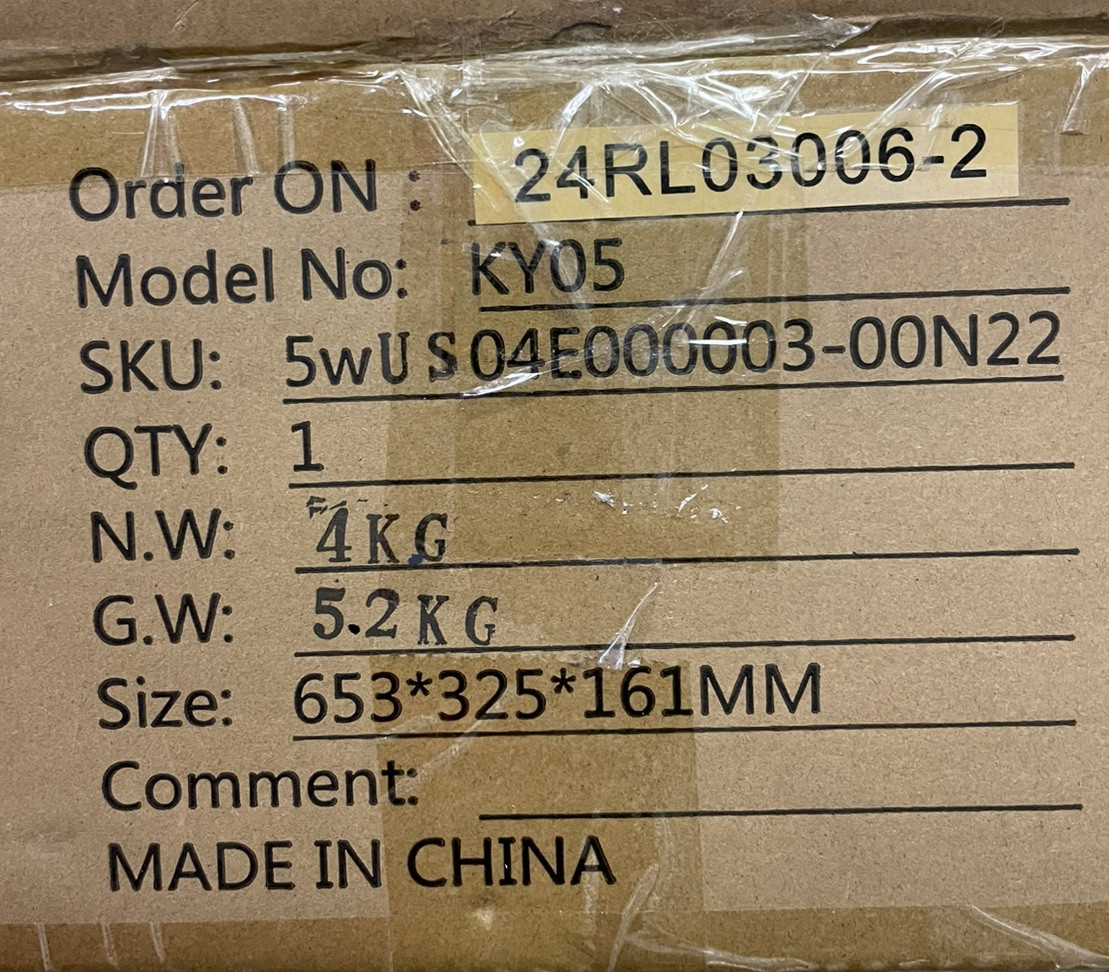 Order ON : 24RL03006-2
Model No: KY05
SKU: 5wUS04E000003-00N22
QTY: 1
N.W: 4KG
G.W: 5.2KG
Size: 653*325*161MM
Comment:
MADE IN CHINA